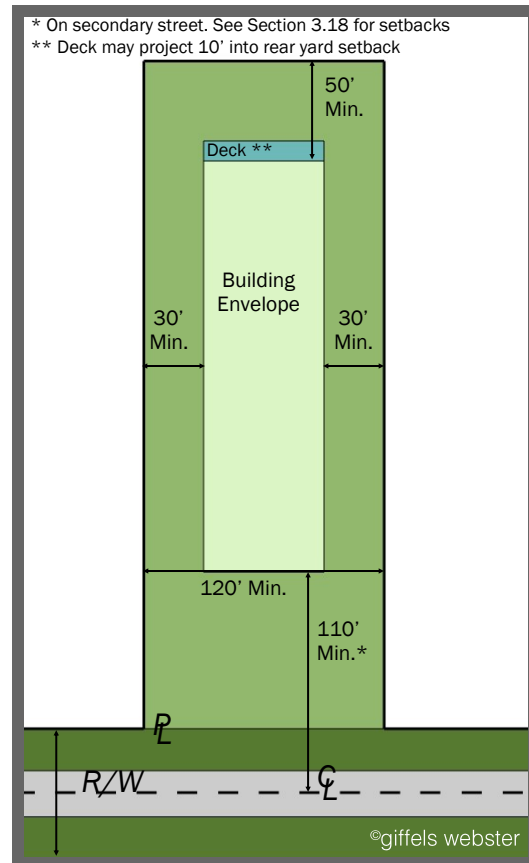 * On secondary street. See Section 3.18 for setbacks
** Deck may project 10’ into rear yard setback
50’
Min.
Deck **
Building
Envelope
30’
Min.
30’
Min.
120’ Min.
110’
Min.*
PL
R/W
CL
©giffels webster